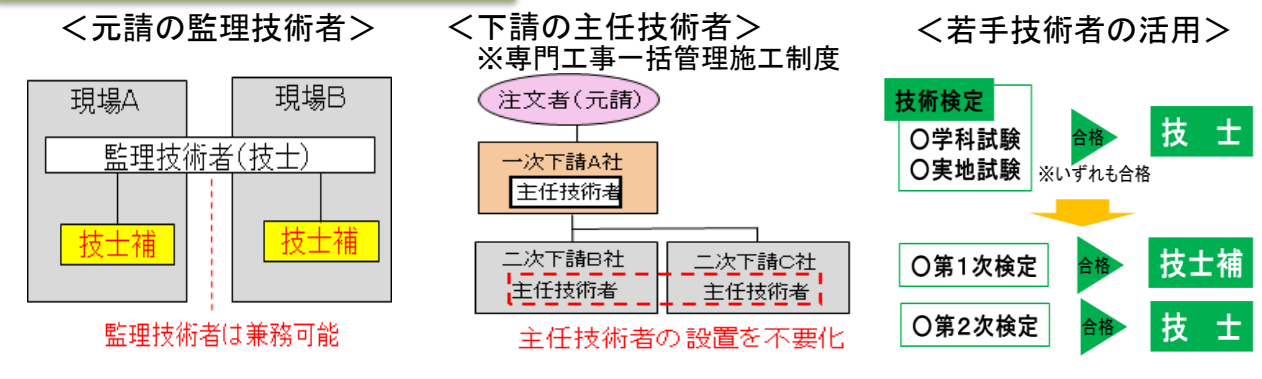 ＜元請の監理技術者＞
現場A
現場B
監理技術者(技士)
技士補
技士補
監理技術者は兼務可能
＜下請の主任技術者＞
※専門工事一括管理施工制度
注文者(元請)
一次下請A社
主任技術者
二次下請B社
主任技術者
二次下請C社
主任技術者
主任技術者の設置を不要化
＜若手技術者の活用＞
技術検定
○学科試験
○実地試験
合格
※いずれも合格
技　士
○第1次検定
合格
技士補
○第2次検定
合格
技　士